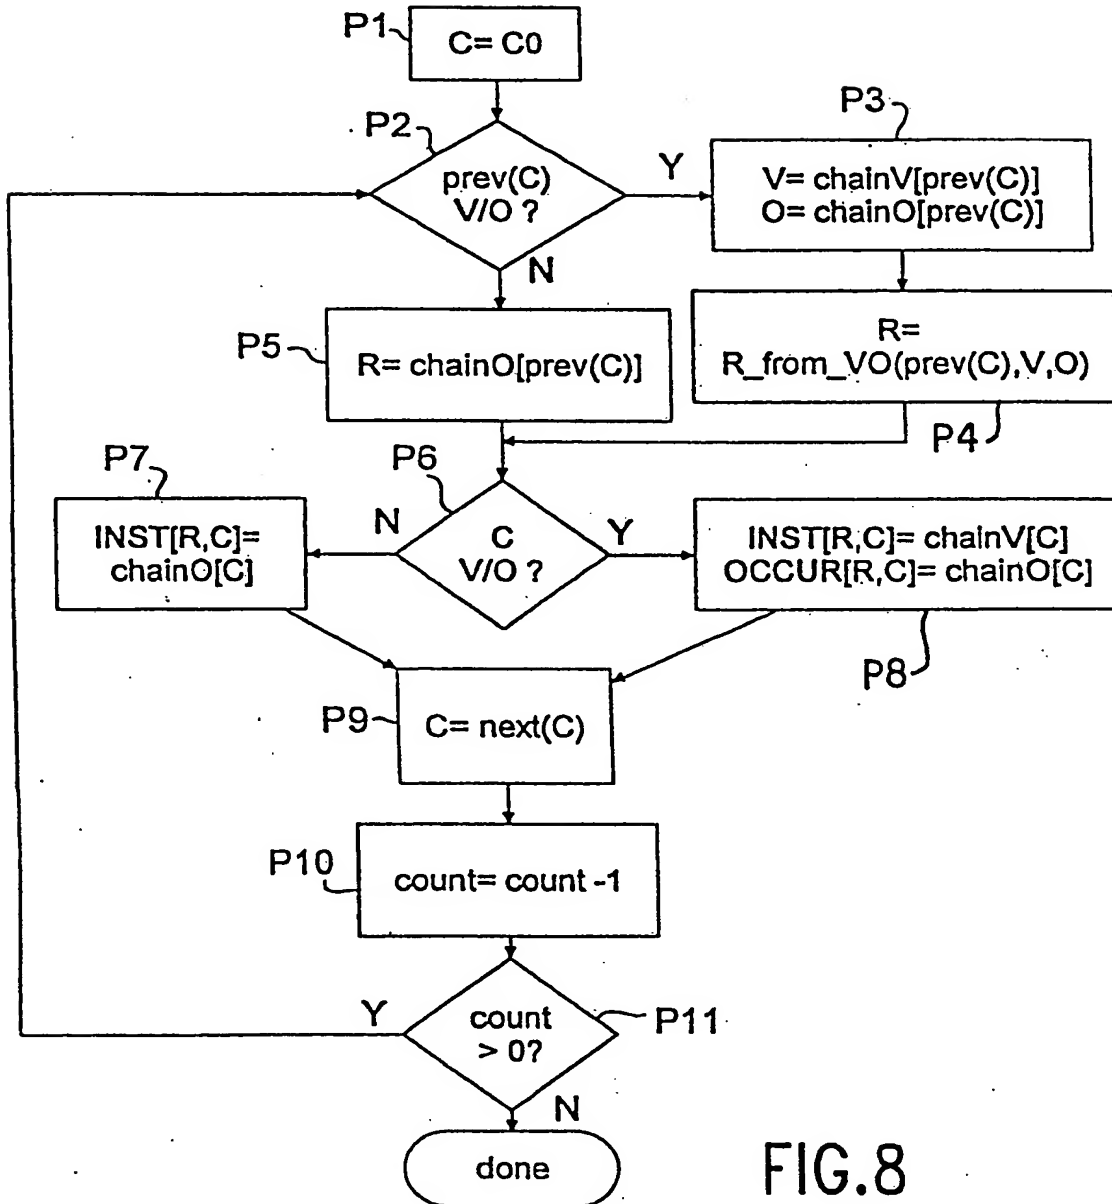 P1
C= C0
P2
prev(C)
V/O ?
Y
N
P3
V= chainV[prev(C)]
O= chainO[prev(C)]
P5
R= chainO[prev(C)]
R=
R_from_VO(prev(C),V,O)
P4
P7
INST[R,C]=
chainO[C]
P6
N
C
V/O ?
Y
INST[R,C]= chainV[C]
OCCUR[R,C]= chainO[C]
P8
P9
C= next(C)
P10
count= count -1
Y
count
> 0?
P11
N
done
FIG.8